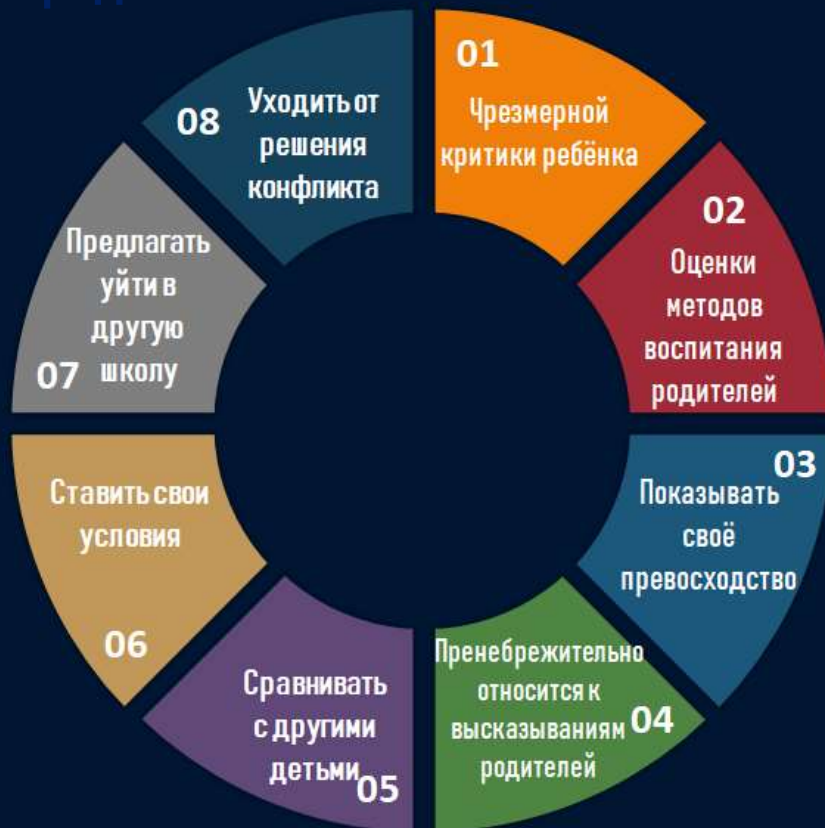 01
Чрезмерной
критики ребёнка
02
Оценки
методов
воспитания
родителей
03
Показывать
своё
превосходство
Пренебрежительно
относится к
высказываниям
04
родителей
Сравнивать
с другими
детьми
05
Ставить свои
условия
06
Предлагать
уйти в
другую
школу
07
08
Уходить от
решения
конфликта